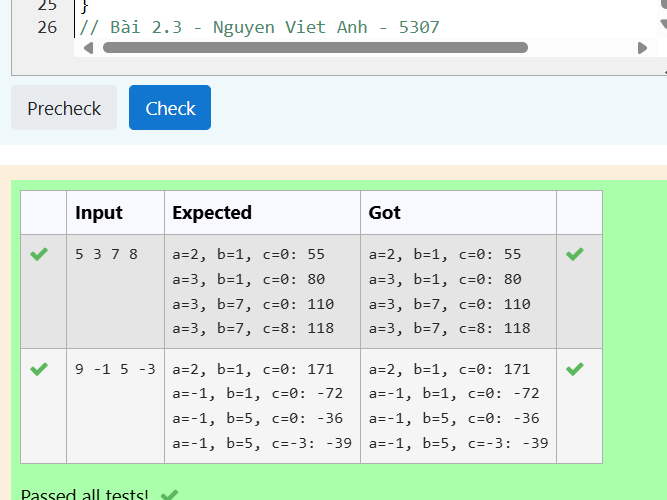 25 }
26 // Bài 2.3 - Nguyen Viet Anh - 5307
Precheck Check
Input Expected Got
5 3 7 8 a=2, b=1, c=0: 55 a=2, b=1, c=0: 55
a=3, b=1, c=0: 80 a=3, b=1, c=0: 80
a=3, b=7, c=0: 110 a=3, b=7, c=0: 110
a=3, b=7, c=8: 118 a=3, b=7, c=8: 118
9 -1 5 -3 a=2, b=1, c=0: 171 a=2, b=1, c=0: 171
a=-1, b=1, c=0: -72 a=-1, b=1, c=0: -72
a=-1, b=5, c=0: -36 a=-1, b=5, c=0: -36
a=-1, b=5, c=-3: -39 a=-1, b=5, c=-3: -39
Passed all tests!